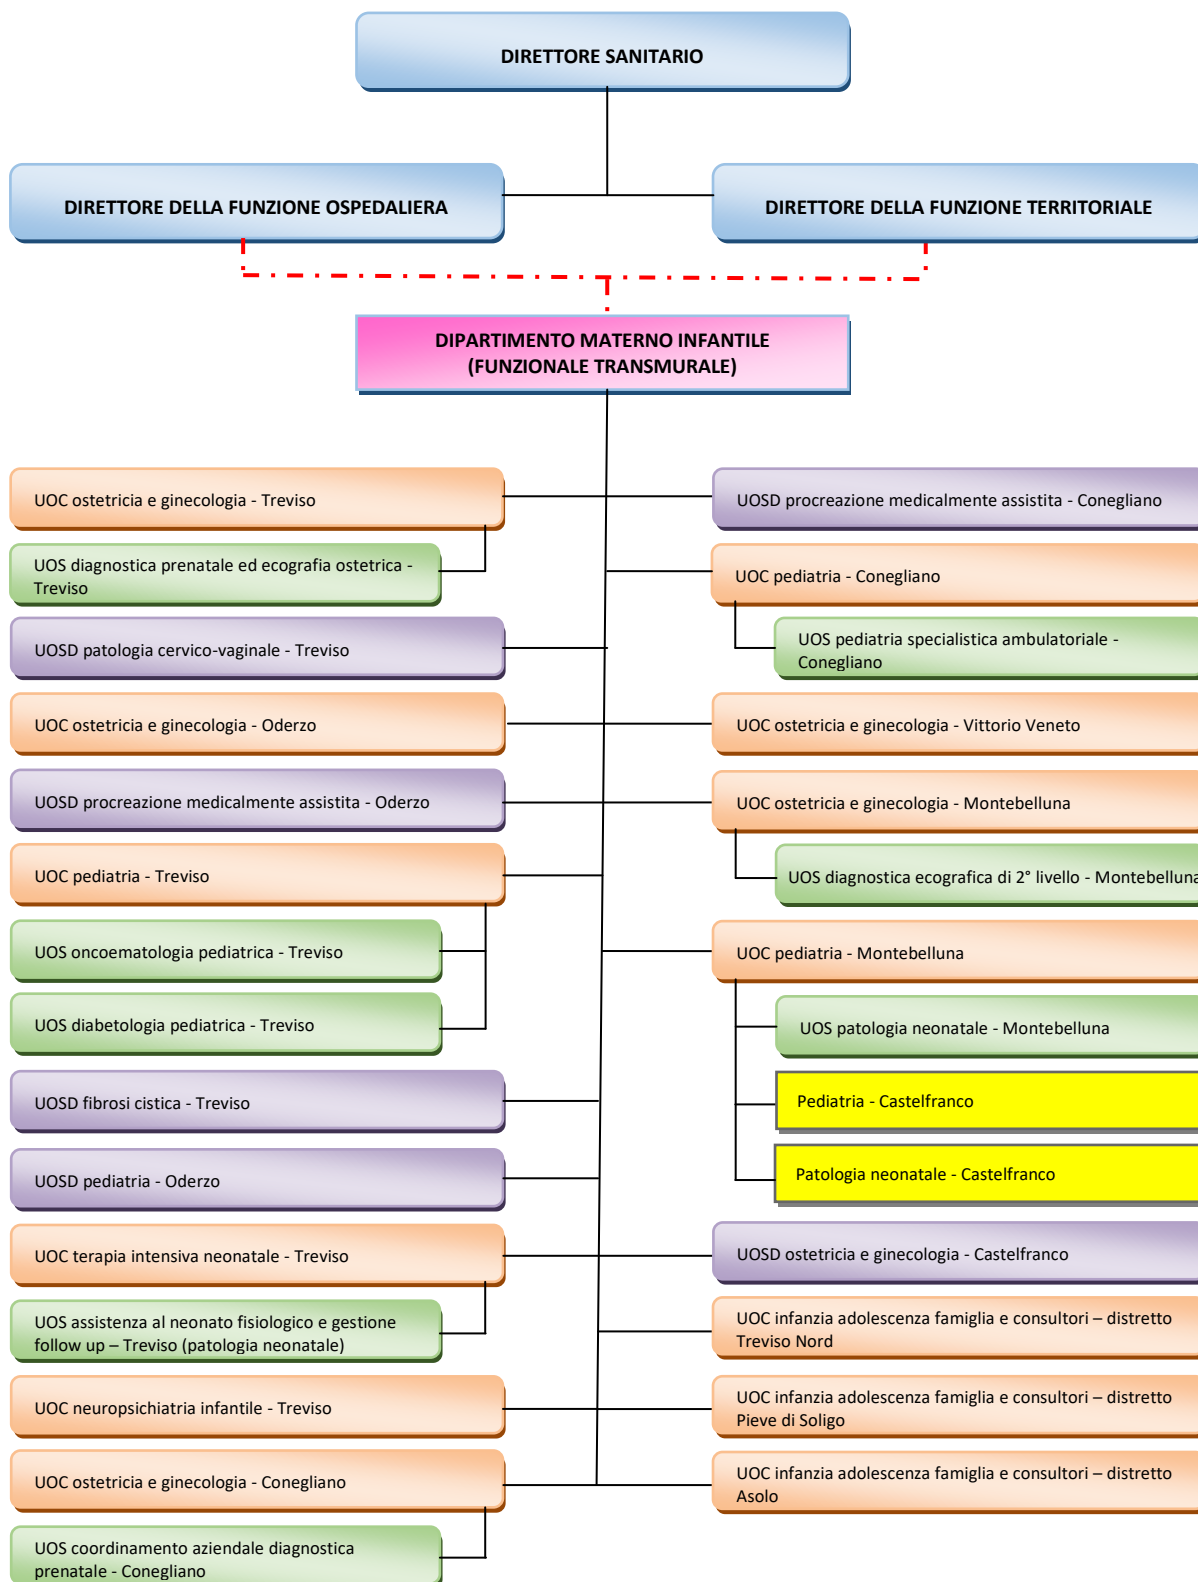 DIRETTORE SANITARIO
DIRETTORE DELLA FUNZIONE OSPEDALIERA
DIRETTORE DELLA FUNZIONE TERRITORIALE
DIPARTIMENTO MATERNO INFANTILE
(FUNZIONALE TRANSMURALE)
UOC ostetricia e ginecologia - Treviso
UOS diagnostica prenatale ed ecografia ostetrica -
Treviso
UOSD patologia cervico-vaginale - Treviso
UOC ostetricia e ginecologia - Oderzo
UOSD procreazione medicalmente assistita - Oderzo
UOC pediatria - Treviso
UOS oncoematologia pediatrica - Treviso
UOS diabetologia pediatrica - Treviso
UOSD fibrosi cistica - Treviso
UOSD pediatria - Oderzo
UOC terapia intensiva neonatale - Treviso
UOS assistenza al neonato fisiologico e gestione
follow up – Treviso (patologia neonatale)
UOC neuropsichiatria infantile - Treviso
UOC ostetricia e ginecologia - Conegliano
UOS coordinamento aziendale diagnostica
prenatale - Conegliano
UOSD procreazione medicalmente assistita - Conegliano
UOC pediatria - Conegliano
UOS pediatria specialistica ambulatoriale -
Conegliano
UOC ostetricia e ginecologia - Vittorio Veneto
UOC ostetricia e ginecologia - Montebelluna
UOS diagnostica ecografica di 2° livello - Montebelluna
UOC pediatria - Montebelluna
UOS patologia neonatale - Montebelluna
Pediatria - Castelfranco
Patologia neonatale - Castelfranco
UOSD ostetricia e ginecologia - Castelfranco
UOC infanzia adolescenza famiglia e consultori – distretto
Treviso Nord
UOC infanzia adolescenza famiglia e consultori – distretto
Pieve di Soligo
UOC infanzia adolescenza famiglia e consultori – distretto
Asolo